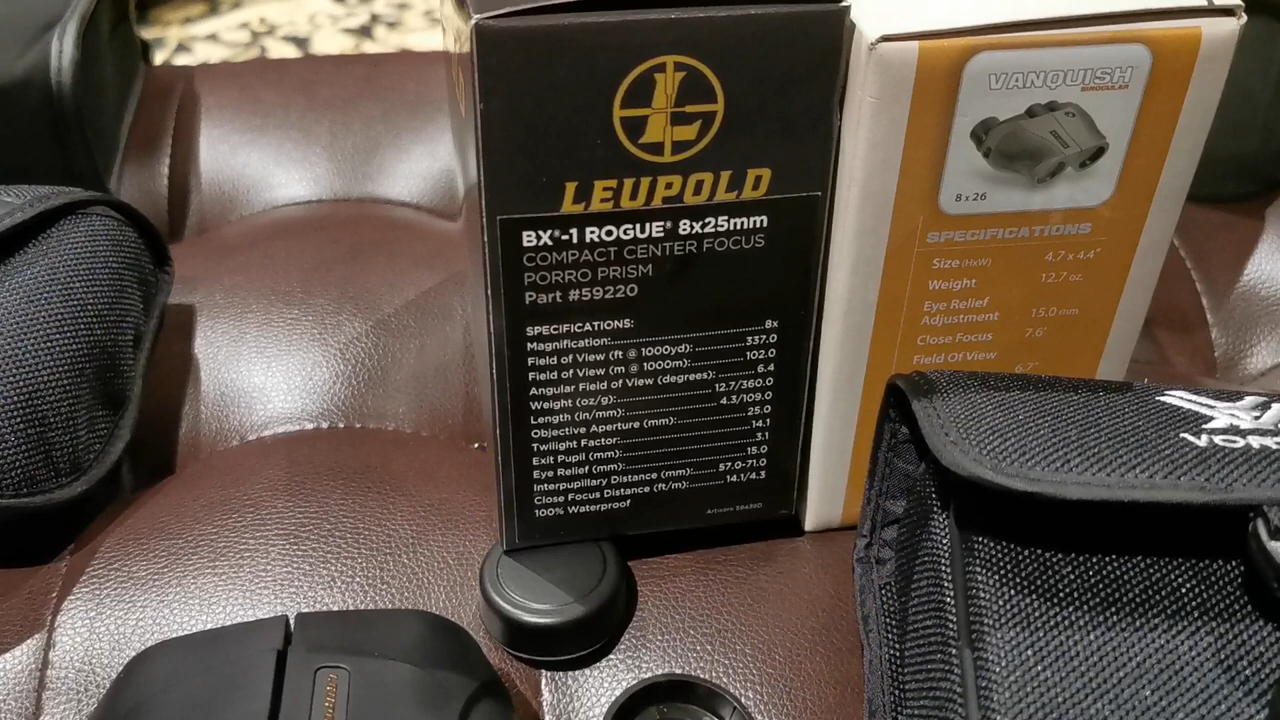 LEUPOLD
BX®-1 ROGUE® 8x25mm
COMPACT CENTER FOCUS
PORRO PRISM
Part #59220
SPECIFICATIONS:
Magnification:..................8x
Field of View (ft @ 1000yd): ............ 337.0
Field of View (m @ 1000m): ............ 102.0
Angular Field of View (degrees): ........ 6.4
Weight (oz/g): ............ 12.7/360.0
Length (in/mm): ............ 4.3/109.0
Objective Aperture (mm): ............ 25.0
Twilight Factor: ............ 14.1
Exit Pupil (mm): ............ 3.1
Eye Relief (mm): ............ 15.0
Interpupillary Distance (mm): ...... 57.0-71.0
Close Focus Distance (ft/m): ........ 14.1/4.3
100% Waterproof
VANQUISH
BINOCULAR
8 x 26
SPECIFICATIONS
Size (HxW) 4.7 x 4.4"
Weight 12.7 oz.
Eye Relief
Adjustment 15.0 mm
Close Focus 7.6'
Field Of View
6.7°